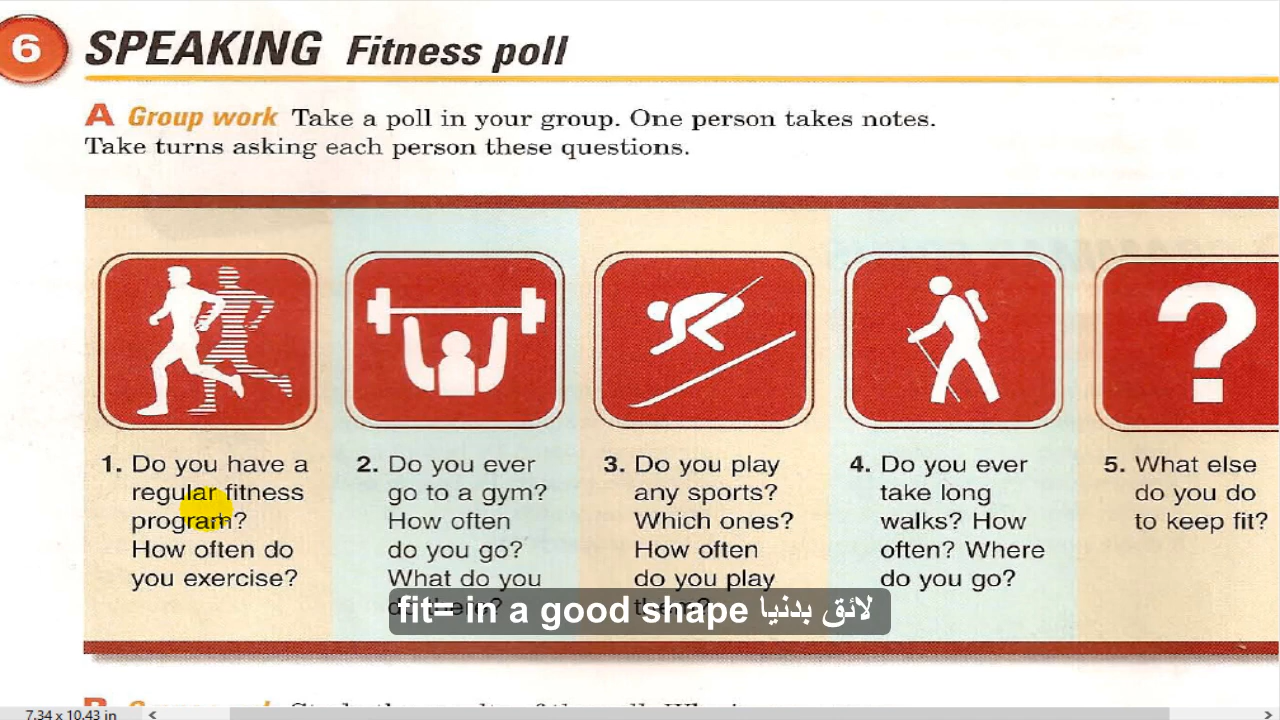 6 SPEAKING Fitness poll
A Group work Take a poll in your group. One person takes notes.
Take turns asking each person these questions.
1. Do you have a
regular fitness
program?
How often do
you exercise?
2. Do you ever
go to a gym?
How often
do you go?
What do you
do there?
3. Do you play
any sports?
Which ones?
How often
do you play
them?
4. Do you ever
take long
walks? How
often? Where
do you go?
5. What else
do you do
to keep fit?
fit= in a good shape لائق بدنيا
7.34 x 10.43 in